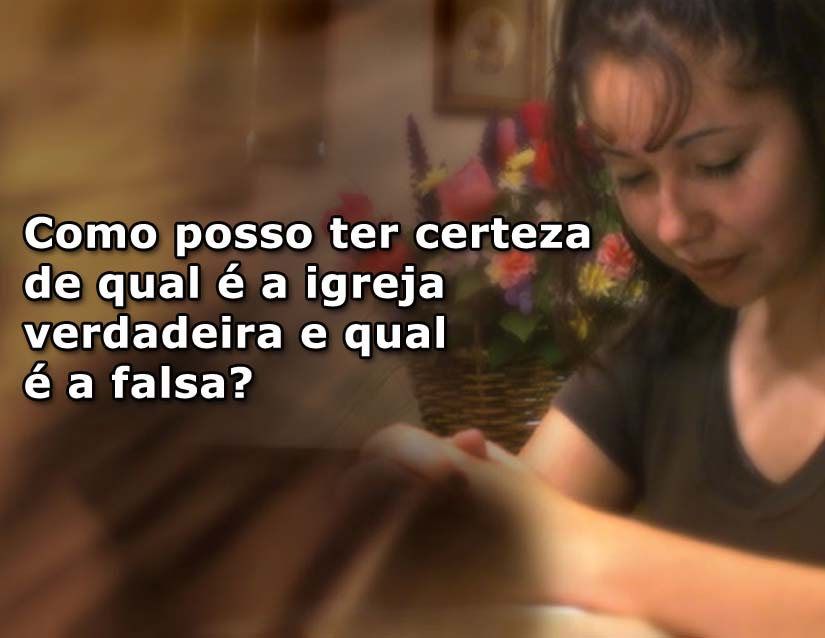 Como posso ter certeza
de qual é a igreja
verdadeira e qual
é a falsa?